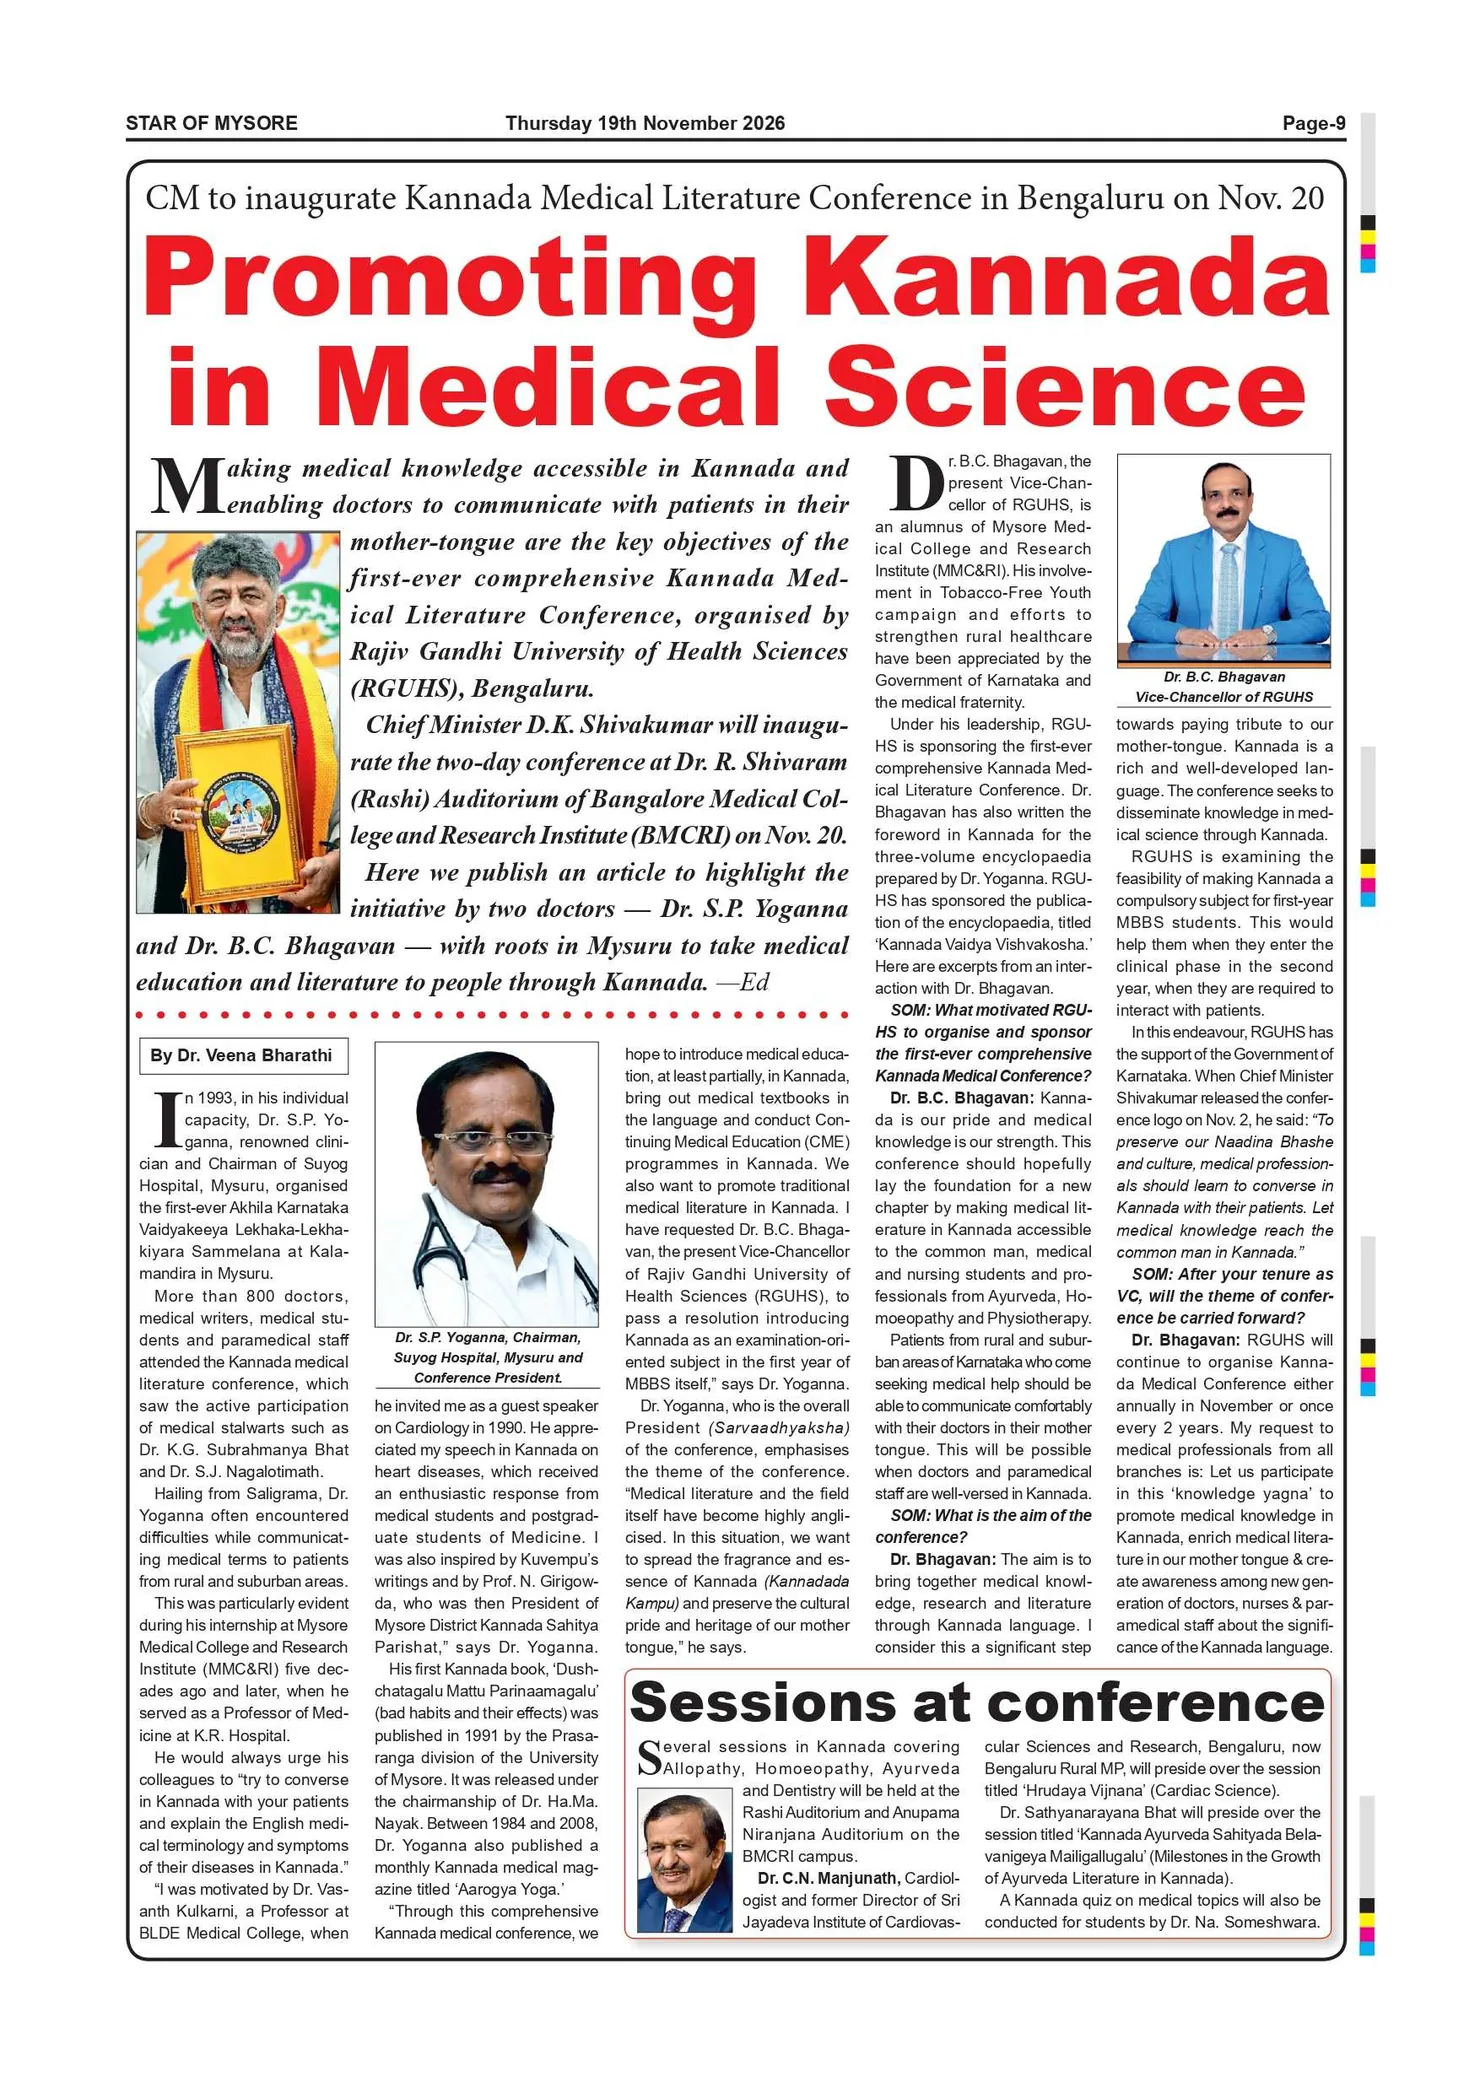 STAR OF MYSORE
Thursday 19th November 2026
Page-9
CM to inaugurate Kannada Medical Literature Conference in Bengaluru on Nov. 20
Promoting Kannada
in Medical Science
Making medical knowledge accessible in Kannada and
enabling doctors to communicate with patients in their
mother-tongue are the key objectives of the
first-ever comprehensive Kannada Med-
ical Literature Conference, organised by
Rajiv Gandhi University of Health Sciences
(RGUHS), Bengaluru.
Chief Minister D.K. Shivakumar will inaugu-
rate the two-day conference at Dr. R. Shivaram
(Rashi) Auditorium of Bangalore Medical Col-
lege and Research Institute (BMCRI) on Nov. 20.
Here we publish an article to highlight the
initiative by two doctors — Dr. S.P. Yoganna
and Dr. B.C. Bhagavan — with roots in Mysuru to take medical
education and literature to people through Kannada. —Ed
By Dr. Veena Bharathi
In 1993, in his individual
capacity, Dr. S.P. Yo-
ganna, renowned clini-
cian and Chairman of Suyog
Hospital, Mysuru, organised
the first-ever Akhila Karnataka
Vaidyakeeya Lekhaka-Lekha-
kiyara Sammelana at Kala-
mandira in Mysuru.
More than 800 doctors,
medical writers, medical stu-
dents and paramedical staff
attended the Kannada medical
literature conference, which
saw the active participation
of medical stalwarts such as
Dr. K.G. Subrahmanya Bhat
and Dr. S.J. Nagalotimath.
Hailing from Saligrama, Dr.
Yoganna often encountered
difficulties while communicat-
ing medical terms to patients
from rural and suburban areas.
This was particularly evident
during his internship at Mysore
Medical College and Research
Institute (MMC&RI) five dec-
ades ago and later, when he
served as a Professor of Med-
icine at K.R. Hospital.
He would always urge his
colleagues to “try to converse
in Kannada with your patients
and explain the English medi-
cal terminology and symptoms
of their diseases in Kannada.”
“I was motivated by Dr. Vas-
anth Kulkarni, a Professor at
BLDE Medical College, when
Dr. S.P. Yoganna, Chairman,
Suyog Hospital, Mysuru and
Conference President.
he invited me as a guest speaker
on Cardiology in 1990. He appre-
ciated my speech in Kannada on
heart diseases, which received
an enthusiastic response from
medical students and postgrad-
uate students of Medicine. I
was also inspired by Kuvempu’s
writings and by Prof. N. Girigow-
da, who was then President of
Mysore District Kannada Sahitya
Parishat,” says Dr. Yoganna.
His first Kannada book, ‘Dush-
chatagalu Mattu Parinaamagalu’
(bad habits and their effects) was
published in 1991 by the Prasa-
ranga division of the University
of Mysore. It was released under
the chairmanship of Dr. Ha.Ma.
Nayak. Between 1984 and 2008,
Dr. Yoganna also published a
monthly Kannada medical mag-
azine titled ‘Aarogya Yoga.’
“Through this comprehensive
Kannada medical conference, we
hope to introduce medical educa-
tion, at least partially, in Kannada,
bring out medical textbooks in
the language and conduct Con-
tinuing Medical Education (CME)
programmes in Kannada. We
also want to promote traditional
medical literature in Kannada. I
have requested Dr. B.C. Bhaga-
van, the present Vice-Chancellor
of Rajiv Gandhi University of
Health Sciences (RGUHS), to
pass a resolution introducing
Kannada as an examination-ori-
ented subject in the first year of
MBBS itself,” says Dr. Yoganna.
Dr. Yoganna, who is the overall
President (Sarvaadhyaksha)
of the conference, emphasises
the theme of the conference.
“Medical literature and the field
itself have become highly angli-
cised. In this situation, we want
to spread the fragrance and es-
sence of Kannada (Kannadada
Kampu) and preserve the cultural
pride and heritage of our mother
tongue,” he says.
Dr. B.C. Bhagavan, the
present Vice-Chan-
cellor of RGUHS, is
an alumnus of Mysore Med-
ical College and Research
Institute (MMC&RI). His involve-
ment in Tobacco-Free Youth
campaign and efforts to
strengthen rural healthcare
have been appreciated by the
Government of Karnataka and
the medical fraternity.
Under his leadership, RGU-
HS is sponsoring the first-ever
comprehensive Kannada Med-
ical Literature Conference. Dr.
Bhagavan has also written the
foreword in Kannada for the
three-volume encyclopaedia
prepared by Dr. Yoganna. RGU-
HS has sponsored the publica-
tion of the encyclopaedia, titled
‘Kannada Vaidya Vishvakosha.’
Here are excerpts from an inter-
action with Dr. Bhagavan.
SOM: What motivated RGU-
HS to organise and sponsor
the first-ever comprehensive
Kannada Medical Conference?
Dr. B.C. Bhagavan: Kanna-
da is our pride and medical
knowledge is our strength. This
conference should hopefully
lay the foundation for a new
chapter by making medical lit-
erature in Kannada accessible
to the common man, medical
and nursing students and pro-
fessionals from Ayurveda, Ho-
moeopathy and Physiotherapy.
Patients from rural and subur-
ban areas of Karnataka who come
seeking medical help should be
able to communicate comfortably
with their doctors in their mother
tongue. This will be possible
when doctors and paramedical
staff are well-versed in Kannada.
SOM: What is the aim of the
conference?
Dr. Bhagavan: The aim is to
bring together medical knowl-
edge, research and literature
through Kannada language. I
consider this a significant step
Dr. B.C. Bhagavan
Vice-Chancellor of RGUHS
towards paying tribute to our
mother-tongue. Kannada is a
rich and well-developed lan-
guage. The conference seeks to
disseminate knowledge in med-
ical science through Kannada.
RGUHS is examining the
feasibility of making Kannada a
compulsory subject for first-year
MBBS students. This would
help them when they enter the
clinical phase in the second
year, when they are required to
interact with patients.
In this endeavour, RGUHS has
the support of the Government of
Karnataka. When Chief Minister
Shivakumar released the confer-
ence logo on Nov. 2, he said: “To
preserve our Naadina Bhashe
and culture, medical profession-
als should learn to converse in
Kannada with their patients. Let
medical knowledge reach the
common man in Kannada.”
SOM: After your tenure as
VC, will the theme of confer-
ence be carried forward?
Dr. Bhagavan: RGUHS will
continue to organise Kanna-
da Medical Conference either
annually in November or once
every 2 years. My request to
medical professionals from all
branches is: Let us participate
in this ‘knowledge yagna’ to
promote medical knowledge in
Kannada, enrich medical litera-
ture in our mother tongue & cre-
ate awareness among new gen-
eration of doctors, nurses & par-
amedical staff about the signifi-
cance of the Kannada language.
Sessions at conference
Several sessions in Kannada covering
Allopathy, Homoeopathy, Ayurveda
and Dentistry will be held at the
Rashi Auditorium and Anupama
Niranjana Auditorium on the
BMCRI campus.
Dr. C.N. Manjunath, Cardiol-
ogist and former Director of Sri
Jayadeva Institute of Cardiovas-
cular Sciences and Research, Bengaluru, now
Bengaluru Rural MP, will preside over the session
titled ‘Hrudaya Vijnana’ (Cardiac Science).
Dr. Sathyanarayana Bhat will preside over the
session titled ‘Kannada Ayurveda Sahityada Bela-
vanigeya Mailigallugalu’ (Milestones in the Growth
of Ayurveda Literature in Kannada).
A Kannada quiz on medical topics will also be
conducted for students by Dr. Na. Someshwara.